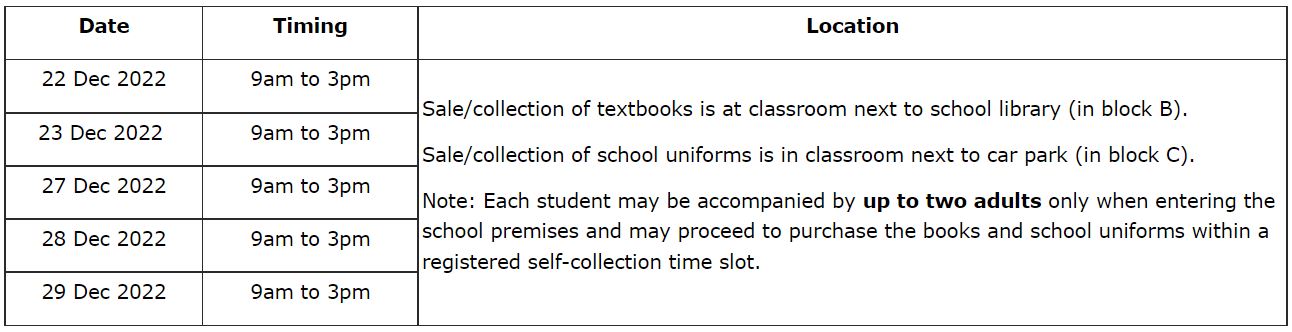 Date Timing Location
22 Dec 2022 9am to 3pm
23 Dec 2022 9am to 3pm
27 Dec 2022 9am to 3pm
28 Dec 2022 9am to 3pm
29 Dec 2022 9am to 3pm
Sale/collection of textbooks is at classroom next to school library (in block B).
Sale/collection of school uniforms is in classroom next to car park (in block C).
Note: Each student may be accompanied by up to two adults only when entering the
school premises and may proceed to purchase the books and school uniforms within a
registered self-collection time slot.